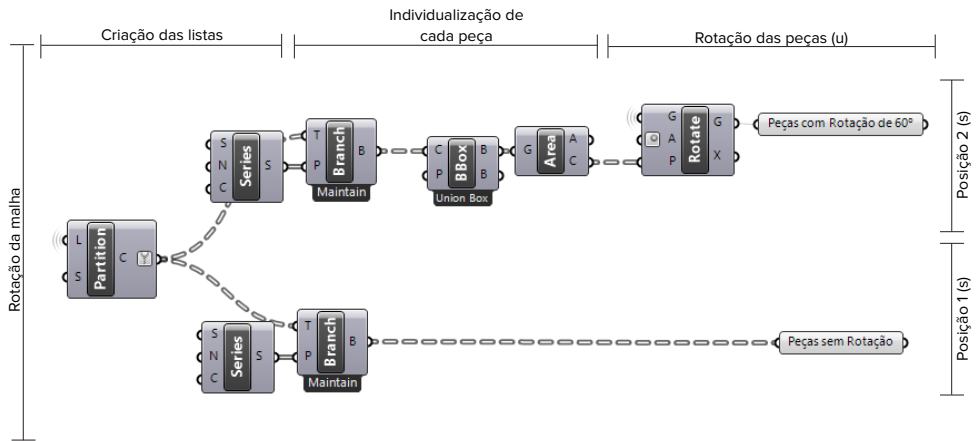 Criação das listas
Individualização de
cada peça
Rotação das peças (u)
Rotação da malha
Posição 2 (s)
Posição 1 (s)
L
S
Partition
C
S
N
C
Series
S
T
P
Branch
B
Maintain
C
P
BBox
B
B
Union Box
G
Area
A
C
G
A
P
Rotate
G
X
Peças com Rotação de 60º
S
N
C
Series
S
T
P
Branch
B
Maintain
Peças sem Rotação